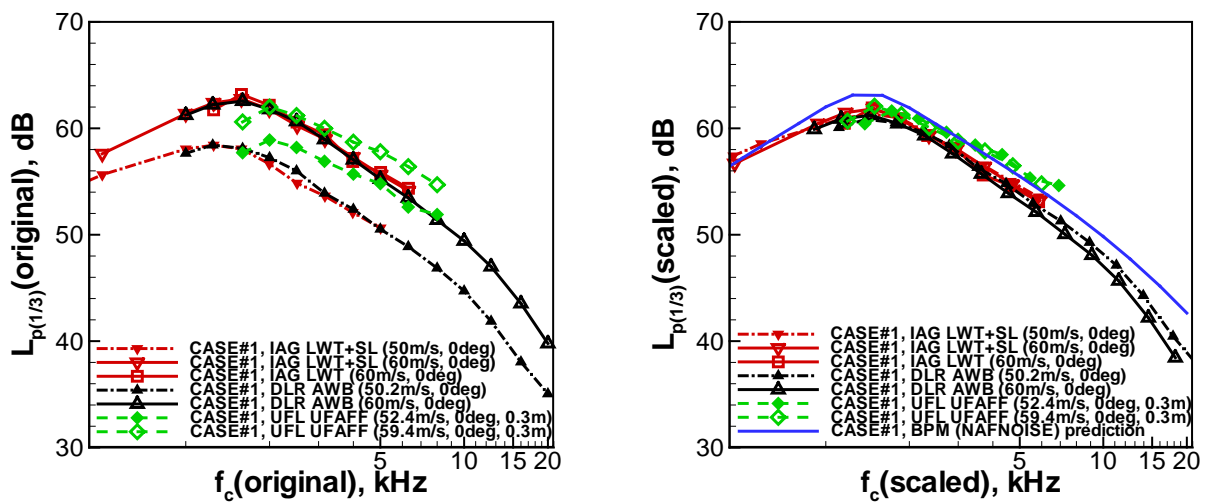 70
60
50
40
30
L_p(1/3)(original), dB
CASE#1, IAG LWT+SL (50m/s, 0deg)
CASE#1, IAG LWT+SL (60m/s, 0deg)
CASE#1, IAG LWT (60m/s, 0deg)
CASE#1, DLR AWB (50.2m/s, 0deg)
CASE#1, DLR AWB (60m/s, 0deg)
CASE#1, UFL UFAFF (52.4m/s, 0deg, 0.3m)
CASE#1, UFL UFAFF (59.4m/s, 0deg, 0.3m)
5 10 15 20
f_c(original), kHz
70
60
50
40
30
L_p(1/3)(scaled), dB
CASE#1, IAG LWT+SL (50m/s, 0deg)
CASE#1, IAG LWT+SL (60m/s, 0deg)
CASE#1, IAG LWT (60m/s, 0deg)
CASE#1, DLR AWB (50.2m/s, 0deg)
CASE#1, DLR AWB (60m/s, 0deg)
CASE#1, UFL UFAFF (52.4m/s, 0deg, 0.3m)
CASE#1, UFL UFAFF (59.4m/s, 0deg, 0.3m)
CASE#1, BPM (NAFNOISE) prediction
5 10 15 20
f_c(scaled), kHz